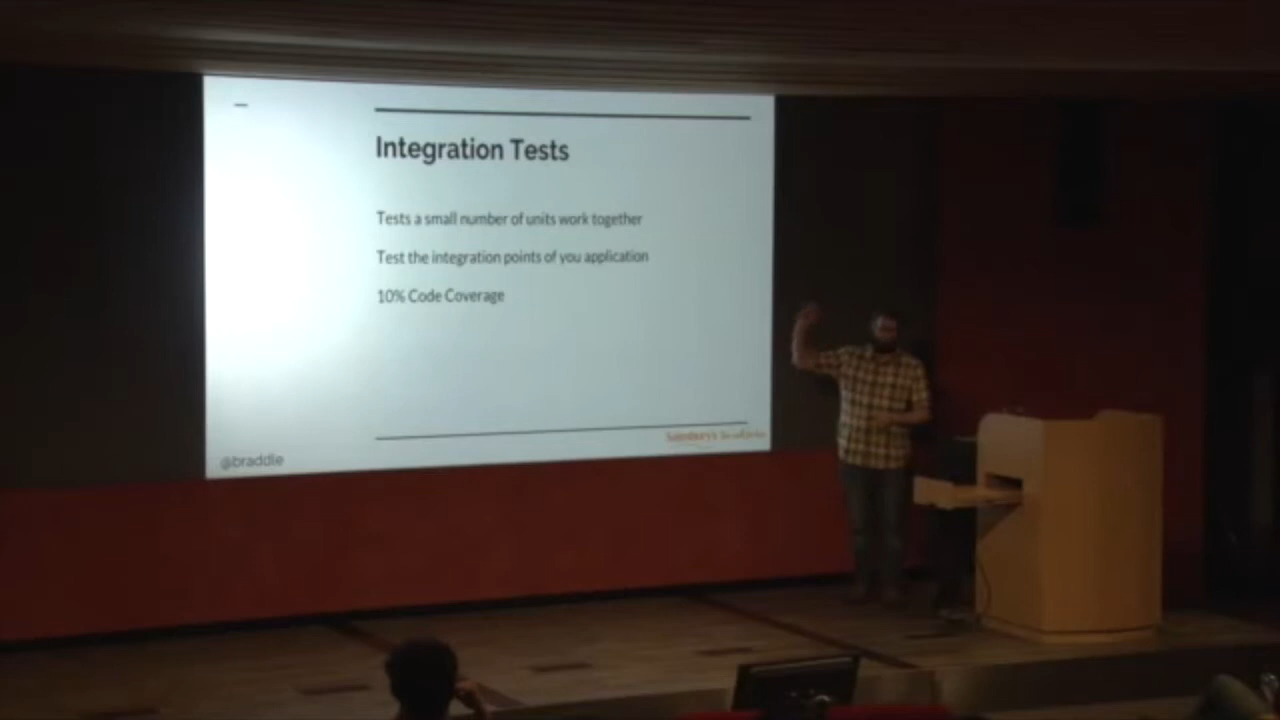 Integration Tests
Tests a small number of units work together
Test the integration points of you application
10% Code Coverage
Sainsbury's
@braddle